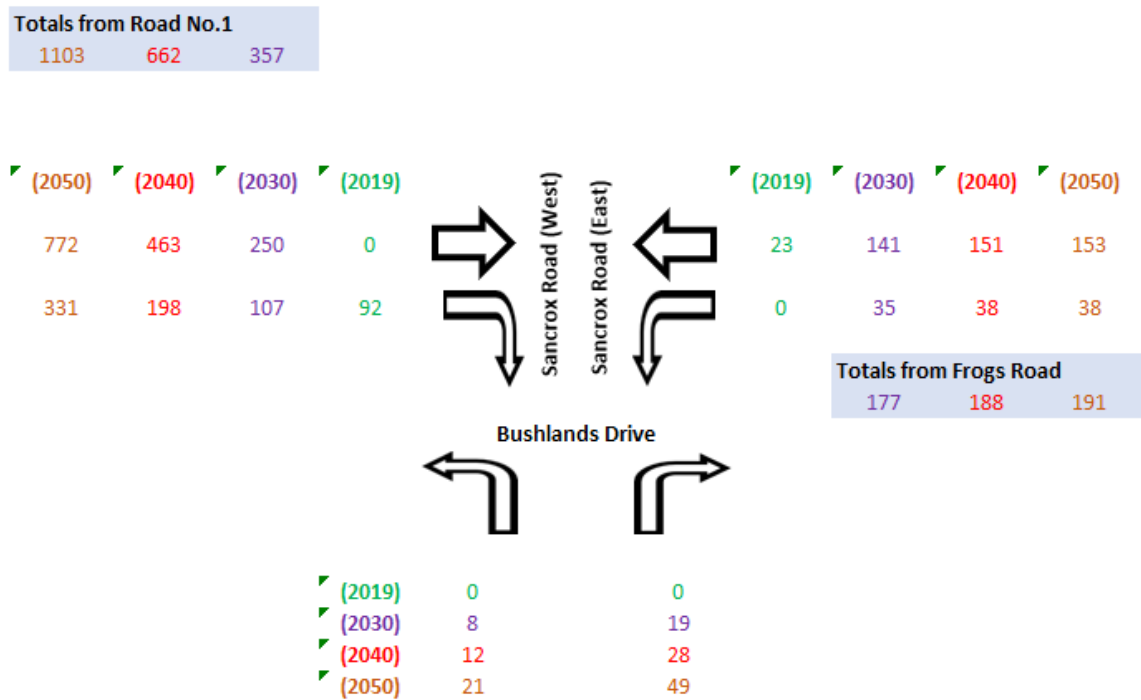 Totals from Road No.1
1103 662 357
(2050) (2040) (2030) (2019)
772 463 250 0
331 198 107 92
Sancrox Road (West)
Sancrox Road (East)
(2019) (2030) (2040) (2050)
23 141 151 153
0 35 38 38
Totals from Frogs Road
177 188 191
Bushlands Drive
(2019) 0 0
(2030) 8 19
(2040) 12 28
(2050) 21 49